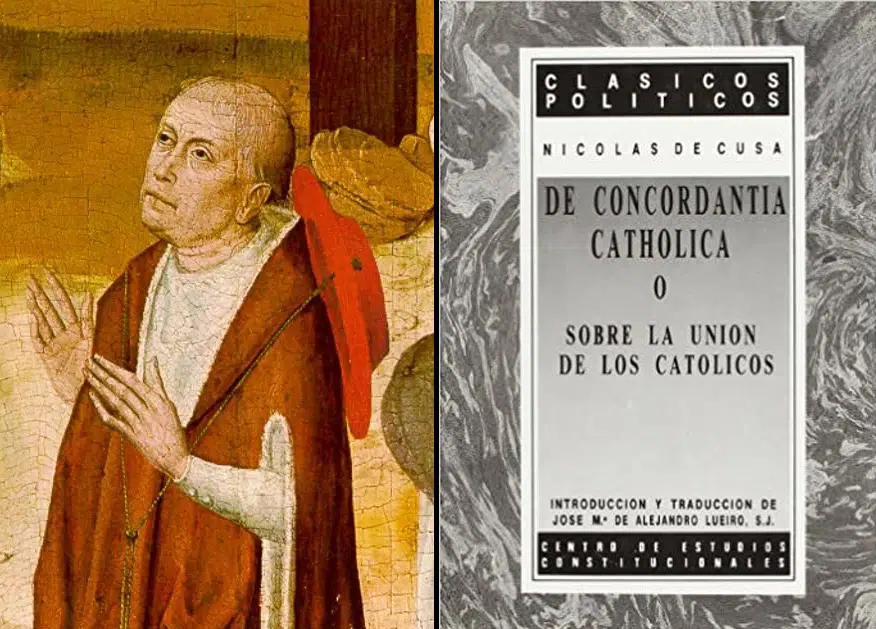 CLASICOS
POLITICOS
NICOLAS DE CUSA
DE CONCORDANTIA
CATHOLICA
O
SOBRE LA UNION
DE LOS CATOLICOS
INTRODUCCION Y TRADUCCION DE
JOSE M.ª DE ALEJANDRO LUEIRO, S.J.
CENTRO DE ESTUDIOS
CONSTITUCIONALES